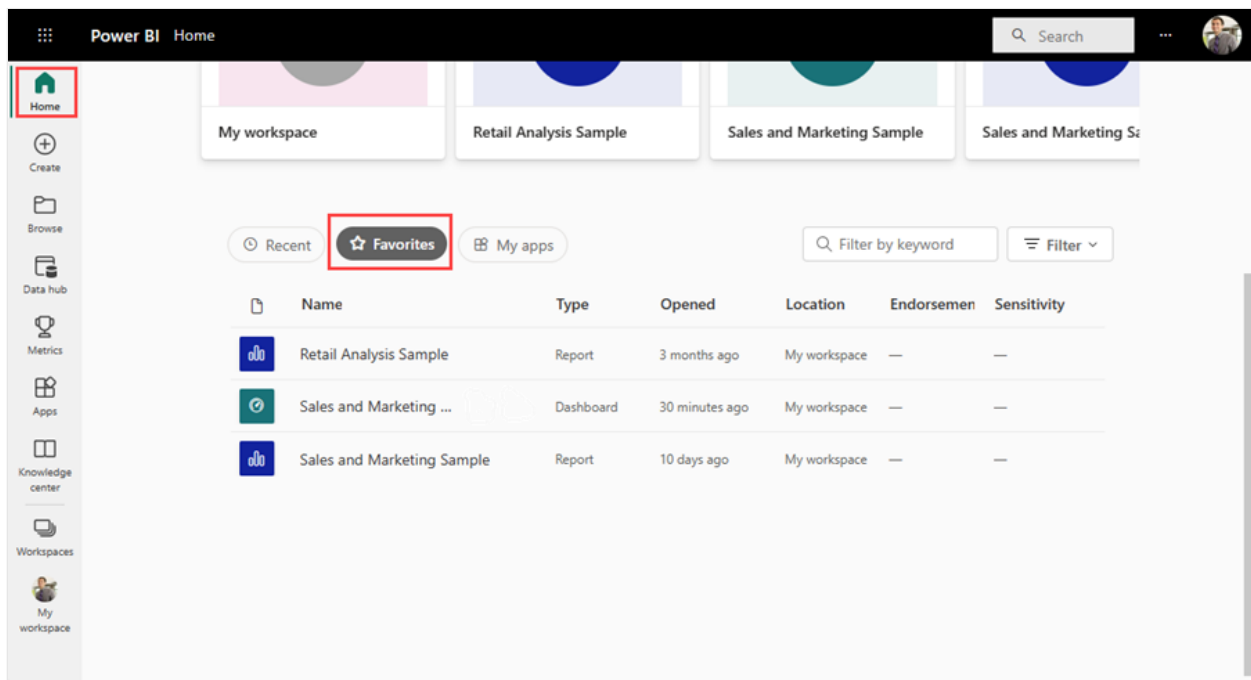 Power BI Home
Search
Home
Create
Browse
Data hub
Metrics
Apps
Knowledge
center
Workspaces
My
workspace
My workspace
Retail Analysis Sample
Sales and Marketing Sample
Sales and Marketing Sa
Recent
Favorites
My apps
Filter by keyword
Filter
Name Type Opened Location Endorsemen Sensitivity
Retail Analysis Sample Report 3 months ago My workspace — —
Sales and Marketing ... Dashboard 30 minutes ago My workspace — —
Sales and Marketing Sample Report 10 days ago My workspace — —